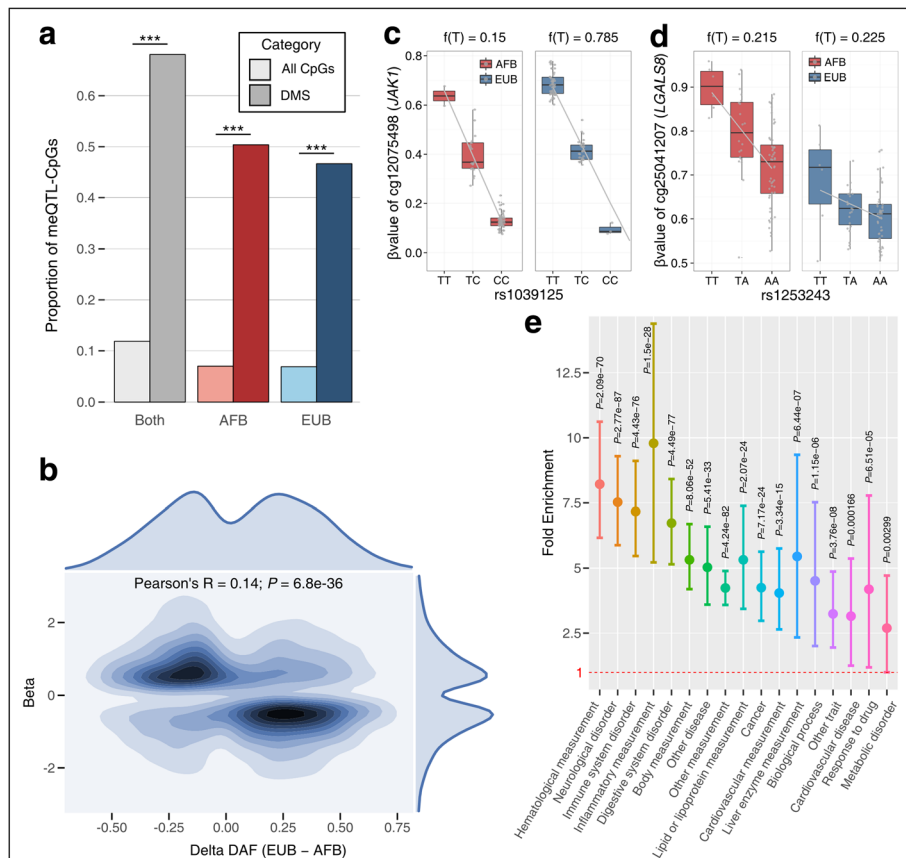 a
***
Category
All CpGs
DMS
***
***
Proportion of meQTL-CpGs
0.7
0.6
0.5
0.4
0.3
0.2
0.1
0.0
Both
AFB
EUB
b
Pearson's R = 0.14; P = 6.8e-36
Beta
2
0
-2
-0.50
-0.25
0.00
0.25
0.50
0.75
Delta DAF (EUB − AFB)
c
f(T) = 0.15
f(T) = 0.785
AFB
EUB
βvalue of cg12075498 (JAK1)
0.8
0.6
0.4
0.2
0.0
TT
TC
CC
TT
TC
CC
rs1039125
d
f(T) = 0.215
f(T) = 0.225
AFB
EUB
βvalue of cg25041207 (LGALS8)
0.9
0.8
0.7
0.6
0.5
TT
TA
AA
TT
TA
AA
rs1253243
e
Fold Enrichment
12.5
10
7.5
5
2.5
1
P=2.09e−70
P=2.77e−87
P=4.43e−76
P=1.5e−28
P=4.49e−77
P=8.06e−52
P=5.41e−33
P=4.24e−82
P=2.07e−24
P=7.17e−24
P=3.34e−15
P=6.44e−07
P=1.15e−06
P=3.76e−08
P=0.000166
P=6.51e−05
P=0.00299
Hematological measurement
Neurological disorder
Immune system disorder
Inflammatory measurement
Digestive system disorder
Body measurement
Other disease
Other measurement
Lipid or lipoprotein measurement
Cancer
Cardiovascular measurement
Liver enzyme measurement
Biological process
Other trait
Cardiovascular disease
Response to drug
Metabolic disorder